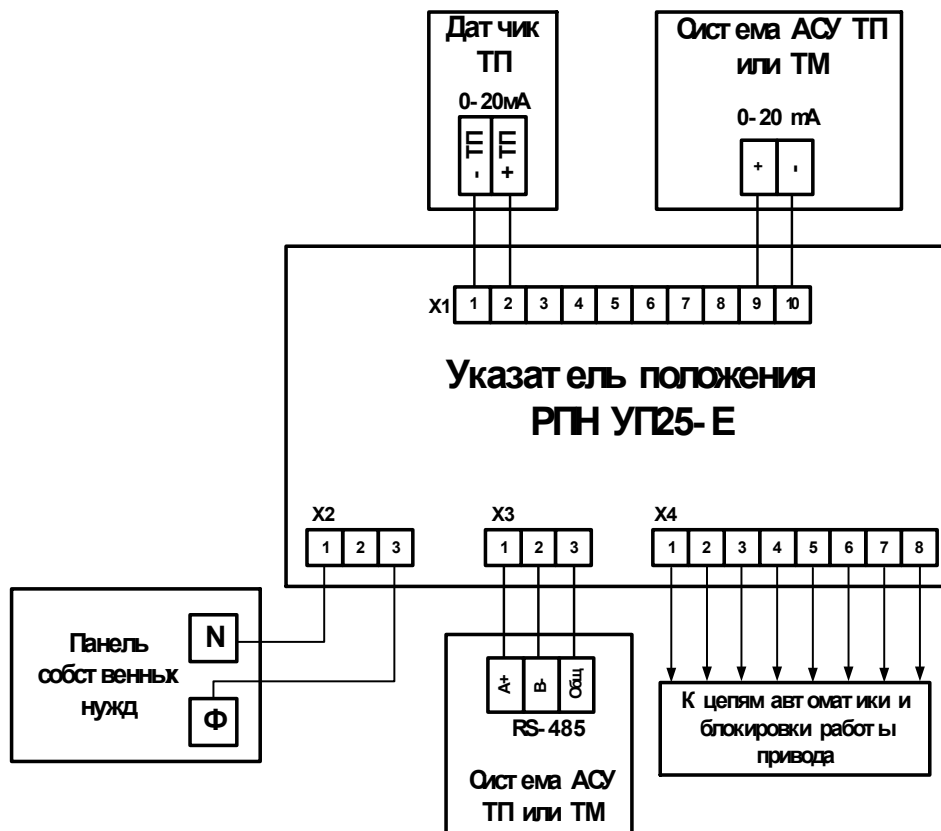 Датчик
ТП
0-20мА
- ТП
+ ТП
Система АСУ ТП
или ТМ
0-20 mA
+ -
X1 1 2 3 4 5 6 7 8 9 10
Указатель положения
РПН УП25-Е
X2
1 2 3
X3
1 2 3
X4
1 2 3 4 5 6 7 8
Панель
собственных
нужд
N
Ф
А+ В- Общ
RS-485
Система АСУ
ТП или ТМ
К цепям автоматики и
блокировки работы
привода